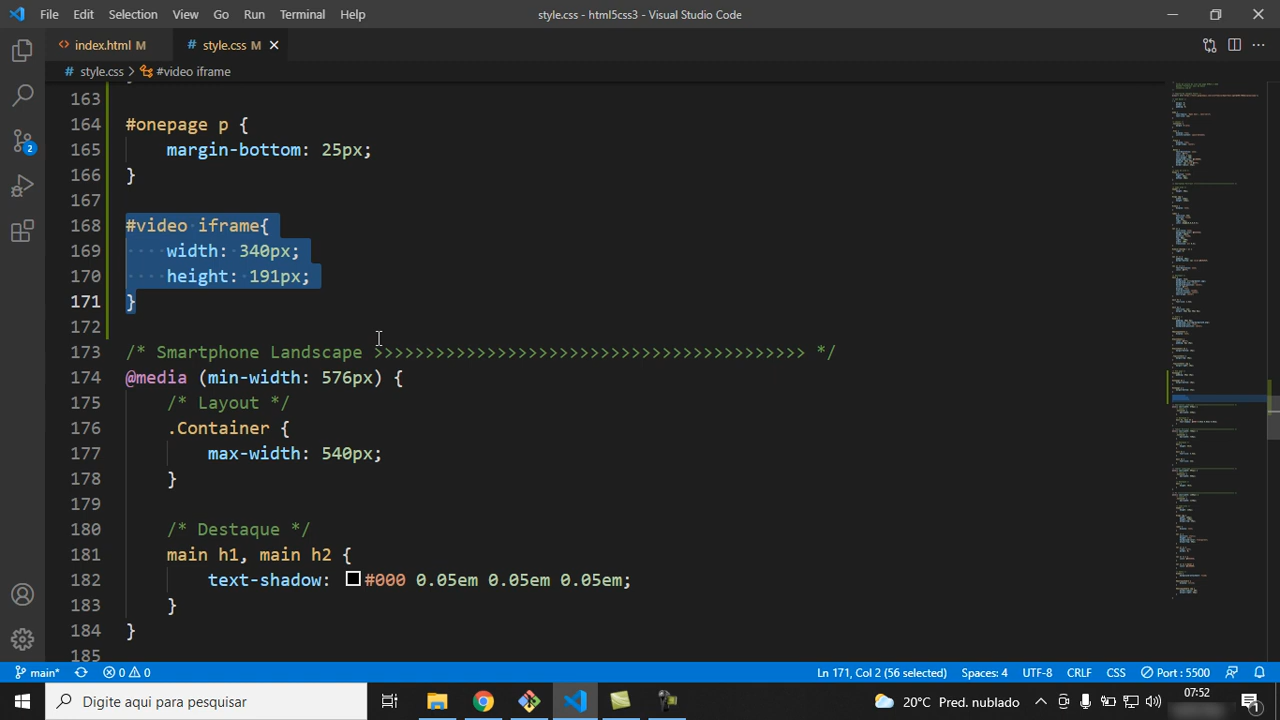 File Edit Selection View Go Run Terminal Help style.css - html5css3 - Visual Studio Code
index.html M # style.css M
# style.css > #video iframe
163
164 #onepage p {
165 margin-bottom: 25px;
166 }
167
168 #video iframe{
169 width: 340px;
170 height: 191px;
171 }
172
173 /* Smartphone Landscape >>>>>>>>>>>>>>>>>>>>>>>>>>>>>>>>>>>>>>>>>> */
174 @media (min-width: 576px) {
175 /* Layout */
176 .Container {
177 max-width: 540px;
178 }
179
180 /* Destaque */
181 main h1, main h2 {
182 text-shadow: #000 0.05em 0.05em 0.05em;
183 }
184 }
185
2
main* 0 0 Ln 171, Col 2 (56 selected) Spaces: 4 UTF-8 CRLF CSS Port : 5500
Digite aqui para pesquisar 20°C Pred. nublado 07:52
1